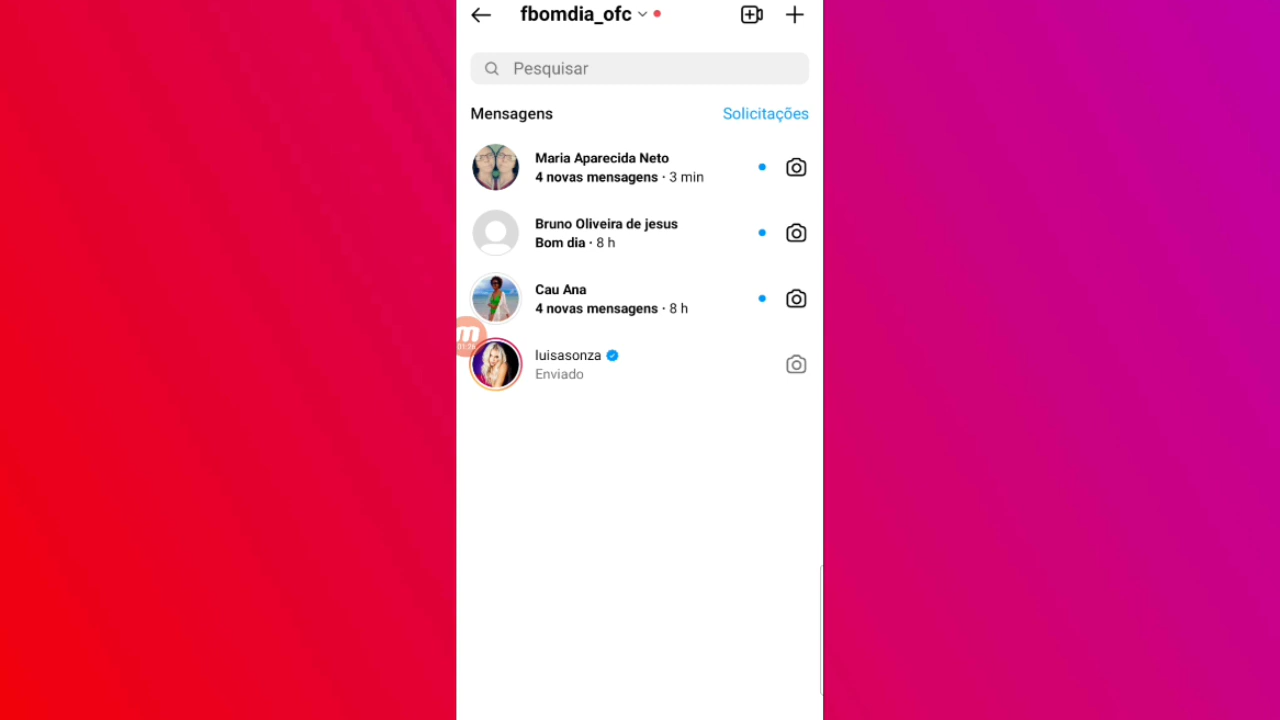 fbomdia_ofc
Pesquisar
Mensagens
Solicitações
Maria Aparecida Neto
4 novas mensagens · 3 min
Bruno Oliveira de jesus
Bom dia · 8 h
Cau Ana
4 novas mensagens · 8 h
luisasonza
Enviado